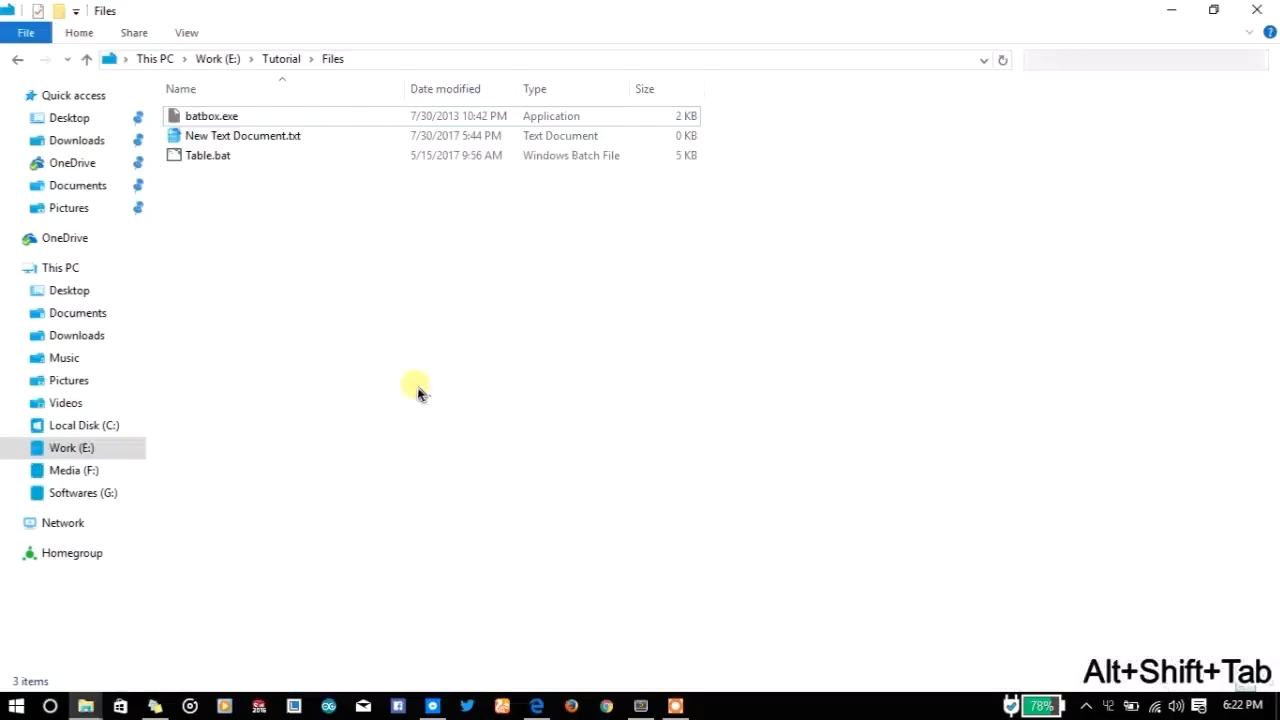 Files
File Home Share View
This PC Work (E:) Tutorial Files
Name Date modified Type Size
batbox.exe 7/30/2013 10:42 PM Application 2 KB
New Text Document.txt 7/30/2017 5:44 PM Text Document 0 KB
Table.bat 5/15/2017 9:56 AM Windows Batch File 5 KB
Quick access
Desktop
Downloads
OneDrive
Documents
Pictures
OneDrive
This PC
Desktop
Documents
Downloads
Music
Pictures
Videos
Local Disk (C:)
Work (E:)
Media (F:)
Softwares (G:)
Network
Homegroup
3 items
Alt+Shift+Tab
78% 6:22 PM